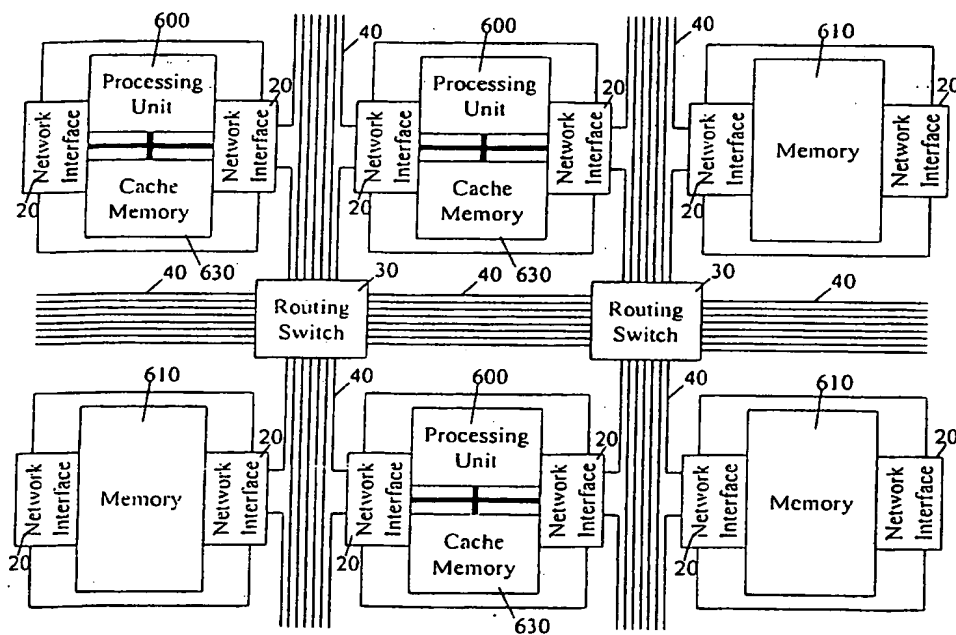 600
40
600
40
610
Processing
Unit
Cache
Memory
Network
Interface
20
Network
Interface
20
630
Processing
Unit
Cache
Memory
Network
Interface
20
Network
Interface
20
630
Memory
Network
Interface
20
Network
Interface
20
40
30
Routing
Switch
40
30
Routing
Switch
40
610
40
600
40
610
Memory
Network
Interface
20
Network
Interface
20
Processing
Unit
Cache
Memory
Network
Interface
20
Network
Interface
20
630
Memory
Network
Interface
20
Network
Interface
20